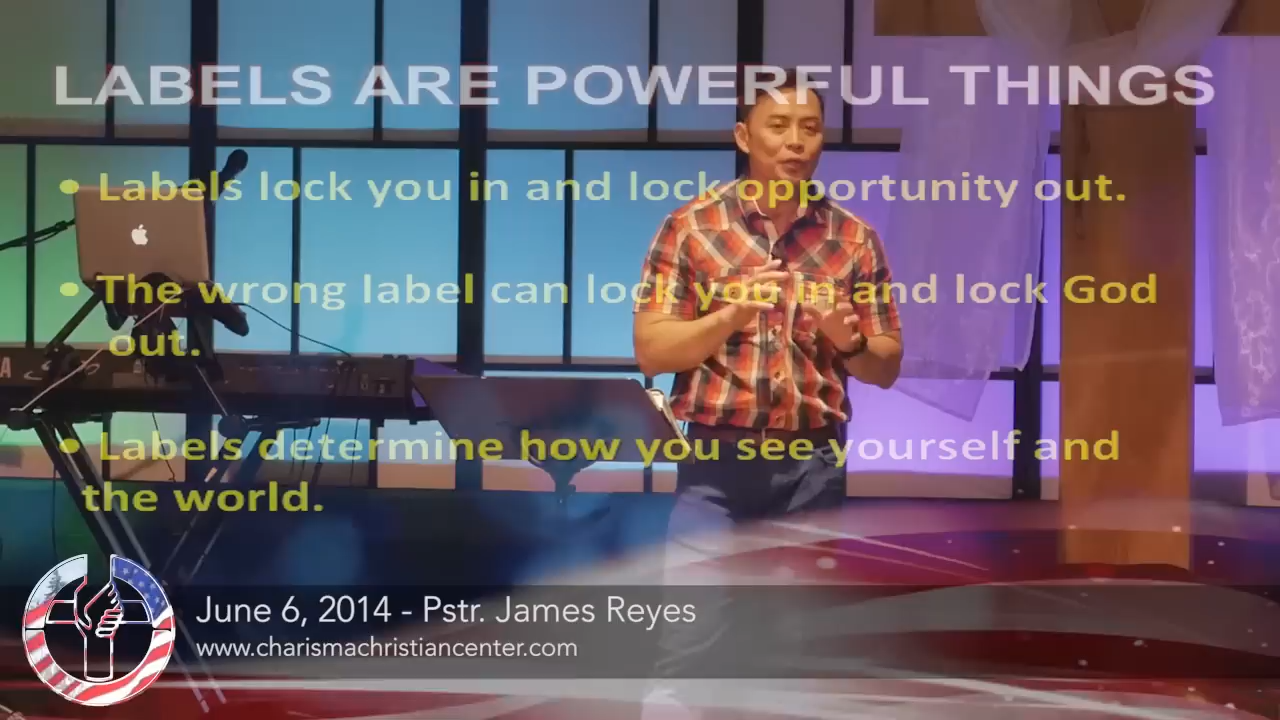 LABELS ARE POWERFUL THINGS
• Labels lock you in and lock opportunity out.
• The wrong label can lock you in and lock God
out.
• Labels determine how you see yourself and
the world.
June 6, 2014 - Pstr. James Reyes
www.charismachristiancenter.com